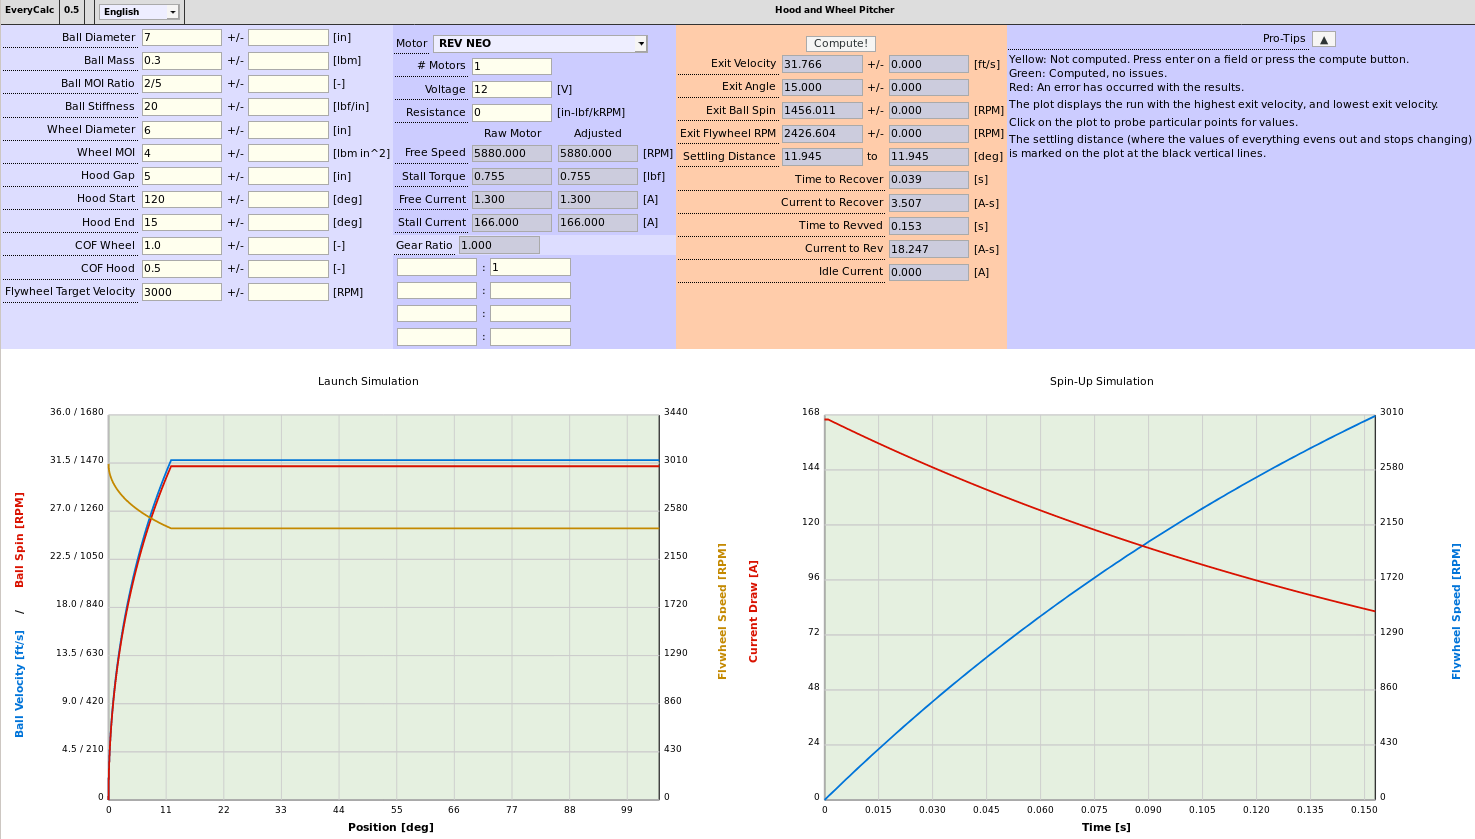 EveryCalc 0.5 English Hood and Wheel Pitcher
Ball Diameter 7 +/- [in]
Ball Mass 0.3 +/- [lbm]
Ball MOI Ratio 2/5 +/- [-]
Ball Stiffness 20 +/- [lbf/in]
Wheel Diameter 6 +/- [in]
Wheel MOI 4 +/- [lbm in^2]
Hood Gap 5 +/- [in]
Hood Start 120 +/- [deg]
Hood End 15 +/- [deg]
COF Wheel 1.0 +/- [-]
COF Hood 0.5 +/- [-]
Flywheel Target Velocity 3000 +/- [RPM]
Motor REV NEO
# Motors 1
Voltage 12 [V]
Resistance 0 [in-lbf/kRPM]
Raw Motor Adjusted
Free Speed 5880.000 5880.000 [RPM]
Stall Torque 0.755 0.755 [lbf]
Free Current 1.300 1.300 [A]
Stall Current 166.000 166.000 [A]
Gear Ratio 1.000
: 1
:
:
:
Compute!
Exit Velocity 31.766 +/- 0.000 [ft/s]
Exit Angle 15.000 +/- 0.000
Exit Ball Spin 1456.011 +/- 0.000 [RPM]
Exit Flywheel RPM 2426.604 +/- 0.000 [RPM]
Settling Distance 11.945 to 11.945 [deg]
Time to Recover 0.039 [s]
Current to Recover 3.507 [A-s]
Time to Revved 0.153 [s]
Current to Rev 18.247 [A-s]
Idle Current 0.000 [A]
Pro-Tips ▲
Yellow: Not computed. Press enter on a field or press the compute button.
Green: Computed, no issues.
Red: An error has occurred with the results.
The plot displays the run with the highest exit velocity, and lowest exit velocity.
Click on the plot to probe particular points for values.
The settling distance (where the values of everything evens out and stops changing)
is marked on the plot at the black vertical lines.
Launch Simulation
36.0 / 1680
31.5 / 1470
27.0 / 1260
22.5 / 1050
18.0 / 840
13.5 / 630
9.0 / 420
4.5 / 210
0
3440
3010
2580
2150
1720
1290
860
430
0
0 11 22 33 44 55 66 77 88 99
Position [deg]
Ball Velocity [ft/s] / Ball Spin [RPM]
Flywheel Speed [RPM]
Spin-Up Simulation
168
144
120
96
72
48
24
0
3010
2580
2150
1720
1290
860
430
0
0 0.015 0.030 0.045 0.060 0.075 0.090 0.105 0.120 0.135 0.150
Time [s]
Current Draw [A]
Flywheel Speed [RPM]